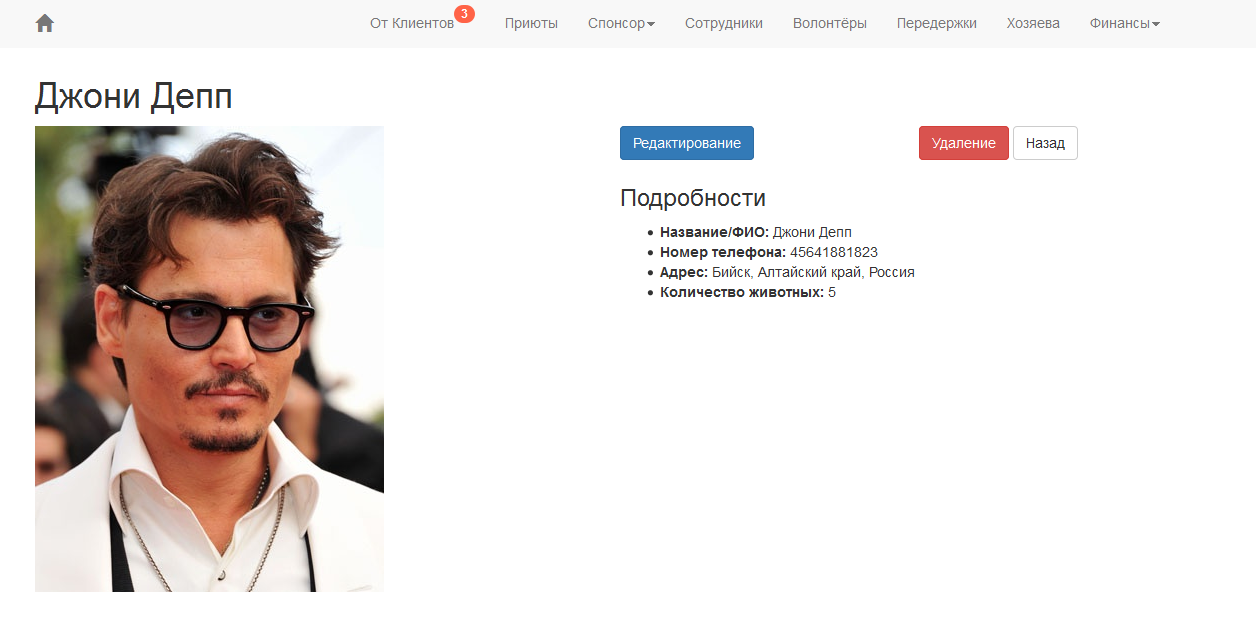 От Клиентов 3 Приюты Спонсор Сотрудники Волонтёры Передержки Хозяева Финансы
Джони Депп
Редактирование Удаление Назад
Подробности
Название/ФИО: Джони Депп
Номер телефона: 45641881823
Адрес: Бийск, Алтайский край, Россия
Количество животных: 5